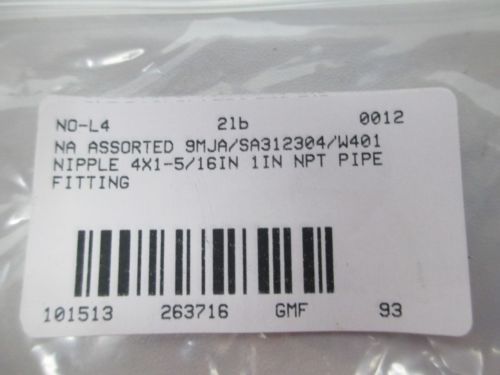 NO-L4 2lb 0012
NA ASSORTED 9MJA/SA312304/W401
NIPPLE 4X1-5/16IN 1IN NPT PIPE
FITTING
101513 263716 GMF 93